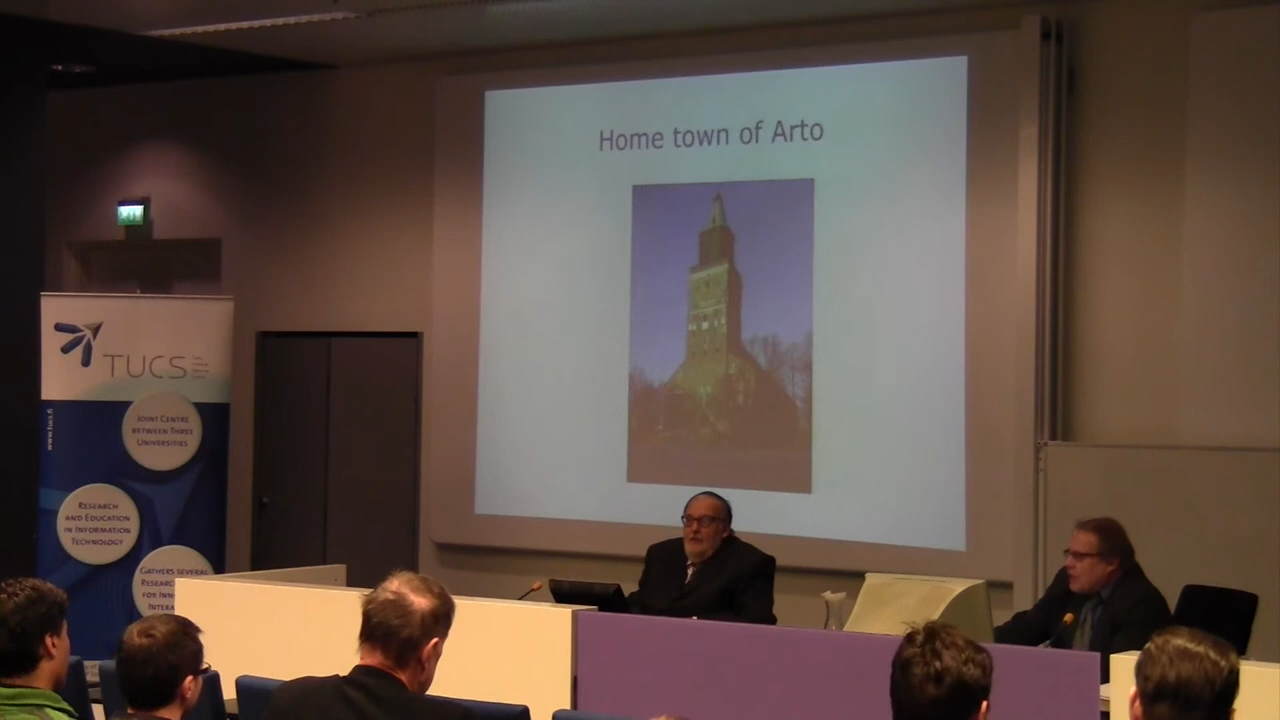 Home town of Arto
TUCS
www.tucs.fi
JOINT CENTRE
BETWEEN THREE
UNIVERSITIES
RESEARCH
AND EDUCATION
IN INFORMATION
TECHNOLOGY
GATHERS SEVERAL